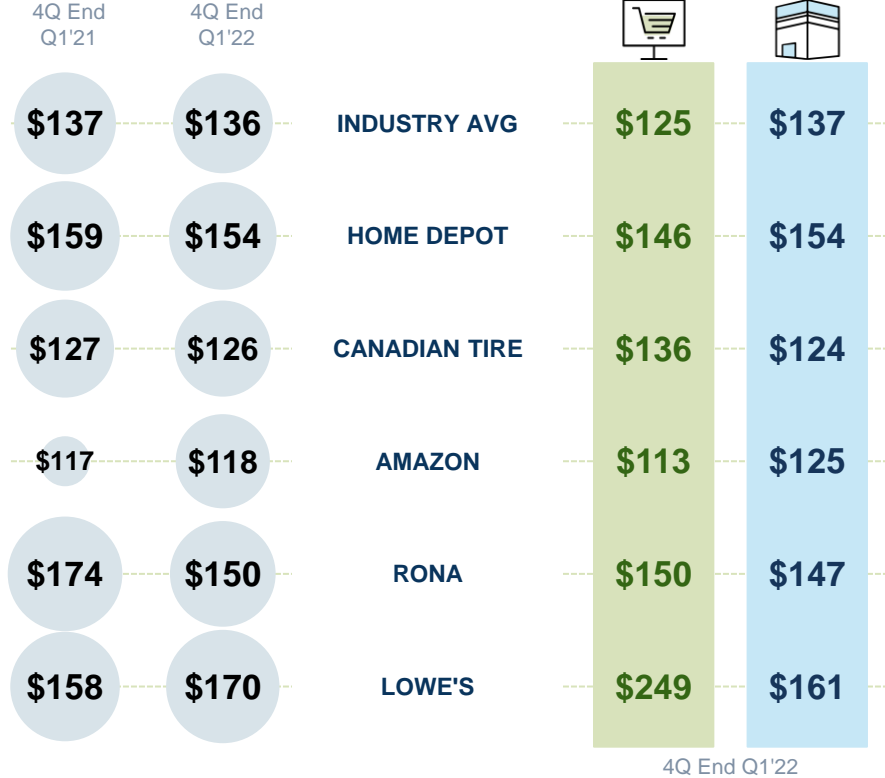 4Q End 4Q End
Q1'21 Q1'22
$137 $136 INDUSTRY AVG $125 $137
$159 $154 HOME DEPOT $146 $154
$127 $126 CANADIAN TIRE $136 $124
$117 $118 AMAZON $113 $125
$174 $150 RONA $150 $147
$158 $170 LOWE'S $249 $161
4Q End Q1'22